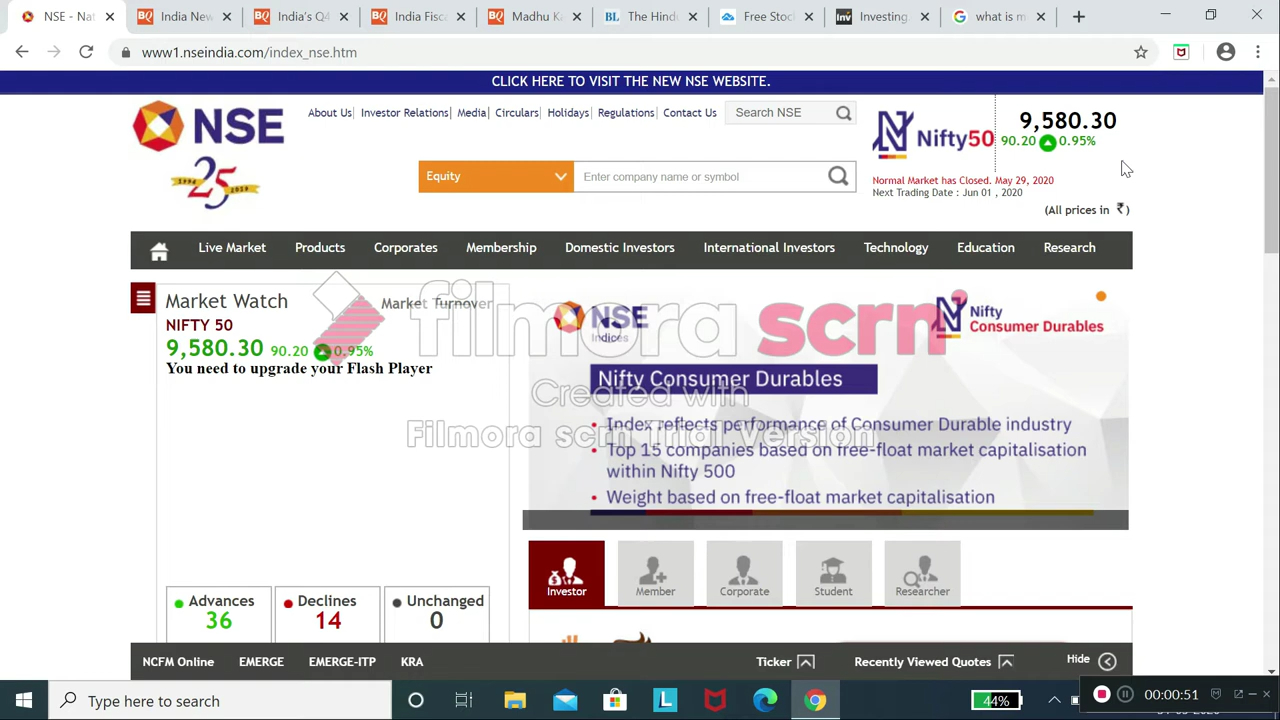 NSE - Nat
India New
India's Q4
India Fisca
Madhu Ka
BL The Hindu
Free Stoc
Inv Investing.
what is m
www1.nseindia.com/index_nse.htm
CLICK HERE TO VISIT THE NEW NSE WEBSITE.
NSE
About Us| Investor Relations| Media| Circulars| Holidays| Regulations| Contact Us
Search NSE
Nifty50
9,580.30
90.20 0.95%
Equity
Enter company name or symbol
Normal Market has Closed. May 29, 2020
Next Trading Date : Jun 01 , 2020
(All prices in ₹)
Live Market Products Corporates Membership Domestic Investors International Investors Technology Education Research
Market Watch
Market Turnover
NIFTY 50
9,580.30 90.20 0.95%
You need to upgrade your Flash Player
filmora scrn
Created with
Filmora scrn Trial Version
NSE
Indices
Nifty
Consumer Durables
Nifty Consumer Durables
• Index reflects performance of Consumer Durable industry
• Top 15 companies based on free-float market capitalisation
within Nifty 500
• Weight based on free-float market capitalisation
Investor
Member
Corporate
Student
Researcher
Advances
36
Declines
14
Unchanged
0
NCFM Online EMERGE EMERGE-ITP KRA
Ticker Recently Viewed Quotes Hide
Type here to search
44%
00:00:51